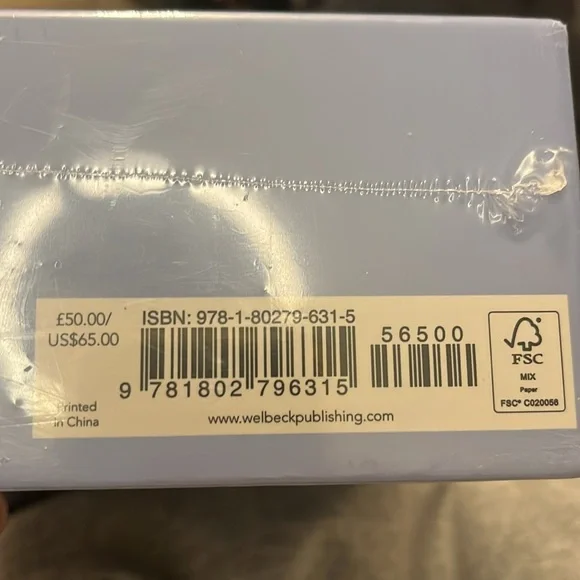 £50.00/
US$65.00
ISBN: 978-1-80279-631-5
56500
9 781802 796315
Printed
in China
www.welbeckpublishing.com
FSC
MIX
Paper
FSC® C020056